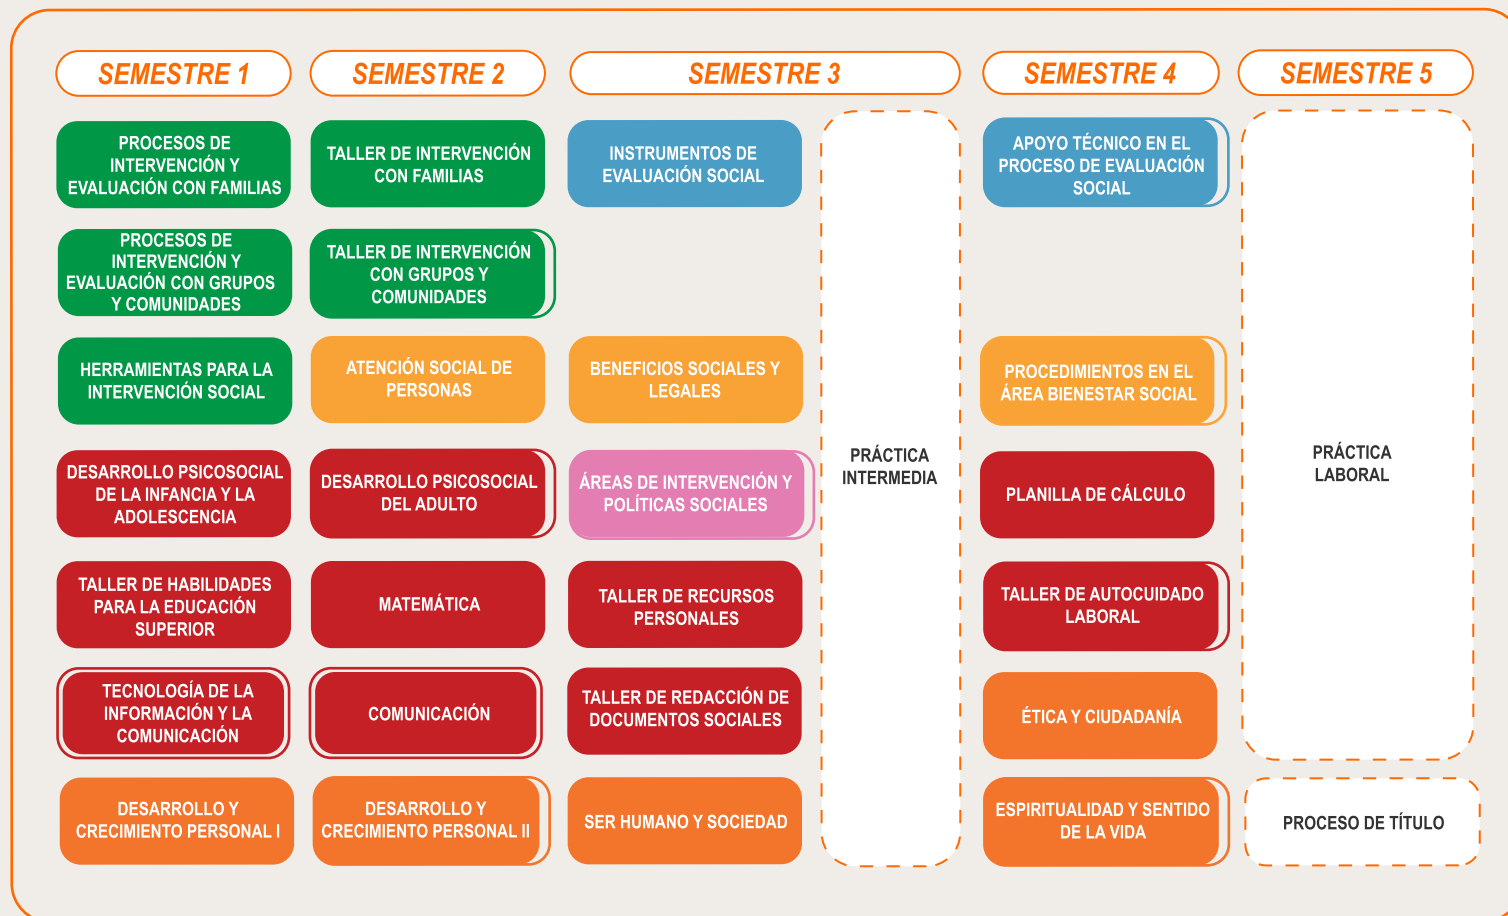 SEMESTRE 1
SEMESTRE 2
SEMESTRE 3
SEMESTRE 4
SEMESTRE 5
PROCESOS DE
INTERVENCIÓN Y
EVALUACIÓN CON FAMILIAS
PROCESOS DE
INTERVENCIÓN Y
EVALUACIÓN CON GRUPOS
Y COMUNIDADES
HERRAMIENTAS PARA LA
INTERVENCIÓN SOCIAL
DESARROLLO PSICOSOCIAL
DE LA INFANCIA Y LA
ADOLESCENCIA
TALLER DE HABILIDADES
PARA LA EDUCACIÓN
SUPERIOR
TECNOLOGÍA DE LA
INFORMACIÓN Y LA
COMUNICACIÓN
DESARROLLO Y
CRECIMIENTO PERSONAL I
TALLER DE INTERVENCIÓN
CON FAMILIAS
TALLER DE INTERVENCIÓN
CON GRUPOS Y
COMUNIDADES
ATENCIÓN SOCIAL DE
PERSONAS
DESARROLLO PSICOSOCIAL
DEL ADULTO
MATEMÁTICA
COMUNICACIÓN
DESARROLLO Y
CRECIMIENTO PERSONAL II
INSTRUMENTOS DE
EVALUACIÓN SOCIAL
BENEFICIOS SOCIALES Y
LEGALES
ÁREAS DE INTERVENCIÓN Y
POLÍTICAS SOCIALES
TALLER DE RECURSOS
PERSONALES
TALLER DE REDACCIÓN DE
DOCUMENTOS SOCIALES
SER HUMANO Y SOCIEDAD
PRÁCTICA
INTERMEDIA
APOYO TÉCNICO EN EL
PROCESO DE EVALUACIÓN
SOCIAL
PROCEDIMIENTOS EN EL
ÁREA BIENESTAR SOCIAL
PLANILLA DE CÁLCULO
TALLER DE AUTOCUIDADO
LABORAL
ÉTICA Y CIUDADANÍA
ESPIRITUALIDAD Y SENTIDO
DE LA VIDA
PRÁCTICA
LABORAL
PROCESO DE TÍTULO